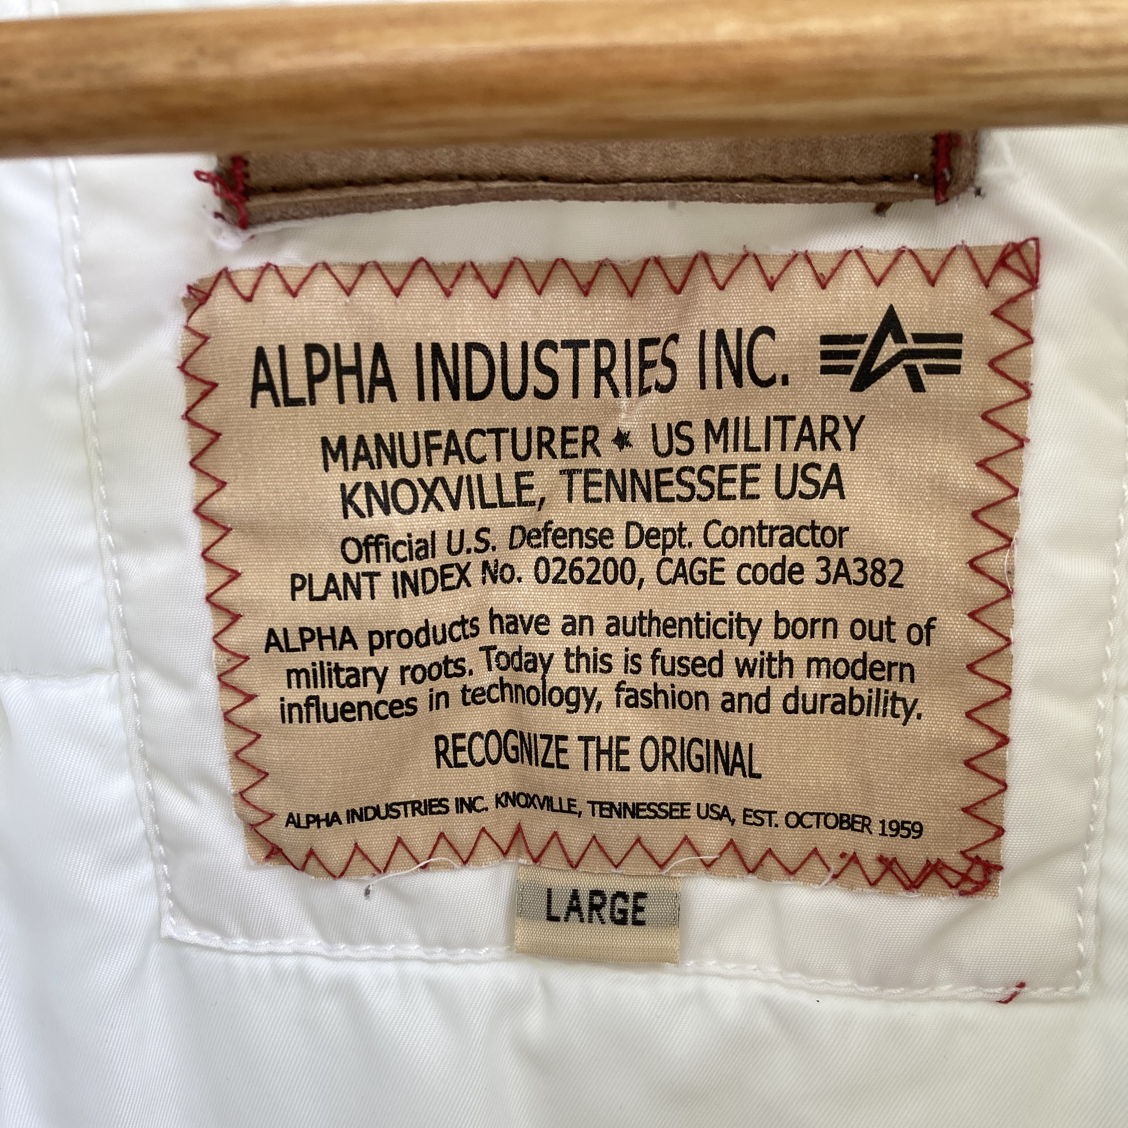 ALPHA INDUSTRIES INC.
MANUFACTURER ★ US MILITARY
KNOXVILLE, TENNESSEE USA
Official U.S. Defense Dept. Contractor
PLANT INDEX No. 026200, CAGE code 3A382
ALPHA products have an authenticity born out of
military roots. Today this is fused with modern
influences in technology, fashion and durability.
RECOGNIZE THE ORIGINAL
ALPHA INDUSTRIES INC. KNOXVILLE, TENNESSEE USA, EST. OCTOBER 1959
LARGE